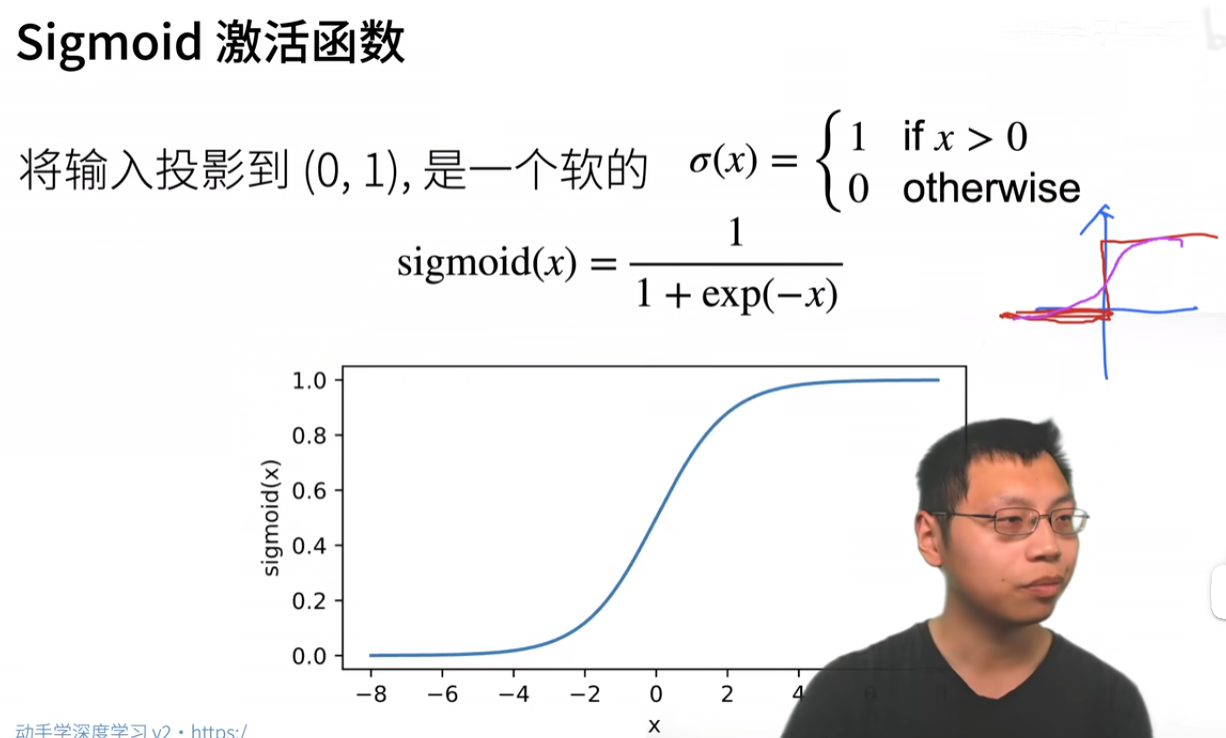 Sigmoid 激活函数
将输入投影到 (0, 1), 是一个软的 σ(x) = { 1 if x > 0
0 otherwise
sigmoid(x) = 1 / (1 + exp(−x))
1.0
0.8
0.6
0.4
0.2
0.0
sigmoid(x)
−8 −6 −4 −2 0 2 4 6 8
x
动手学深度学习 v2 • https:/